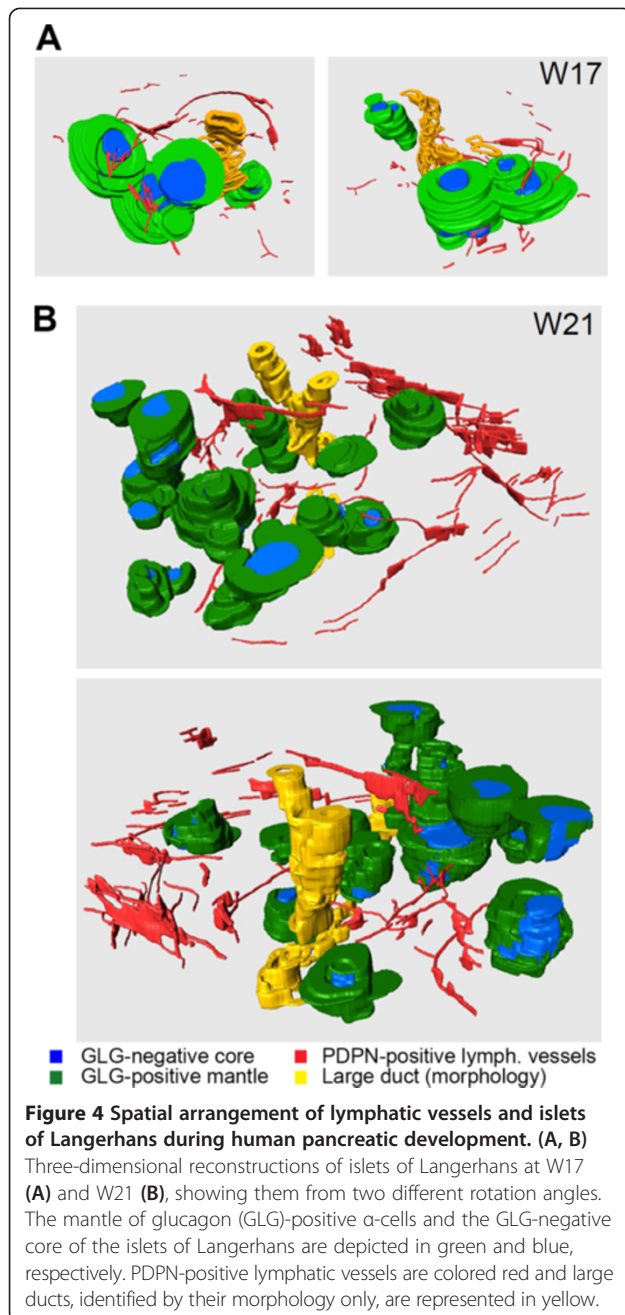 A
W17
B
W21
GLG-negative core
PDPN-positive lymph. vessels
GLG-positive mantle
Large duct (morphology)
Figure 4 Spatial arrangement of lymphatic vessels and islets
of Langerhans during human pancreatic development. (A, B)
Three-dimensional reconstructions of islets of Langerhans at W17
(A) and W21 (B), showing them from two different rotation angles.
The mantle of glucagon (GLG)-positive α-cells and the GLG-negative
core of the islets of Langerhans are depicted in green and blue,
respectively. PDPN-positive lymphatic vessels are colored red and large
ducts, identified by their morphology only, are represented in yellow.